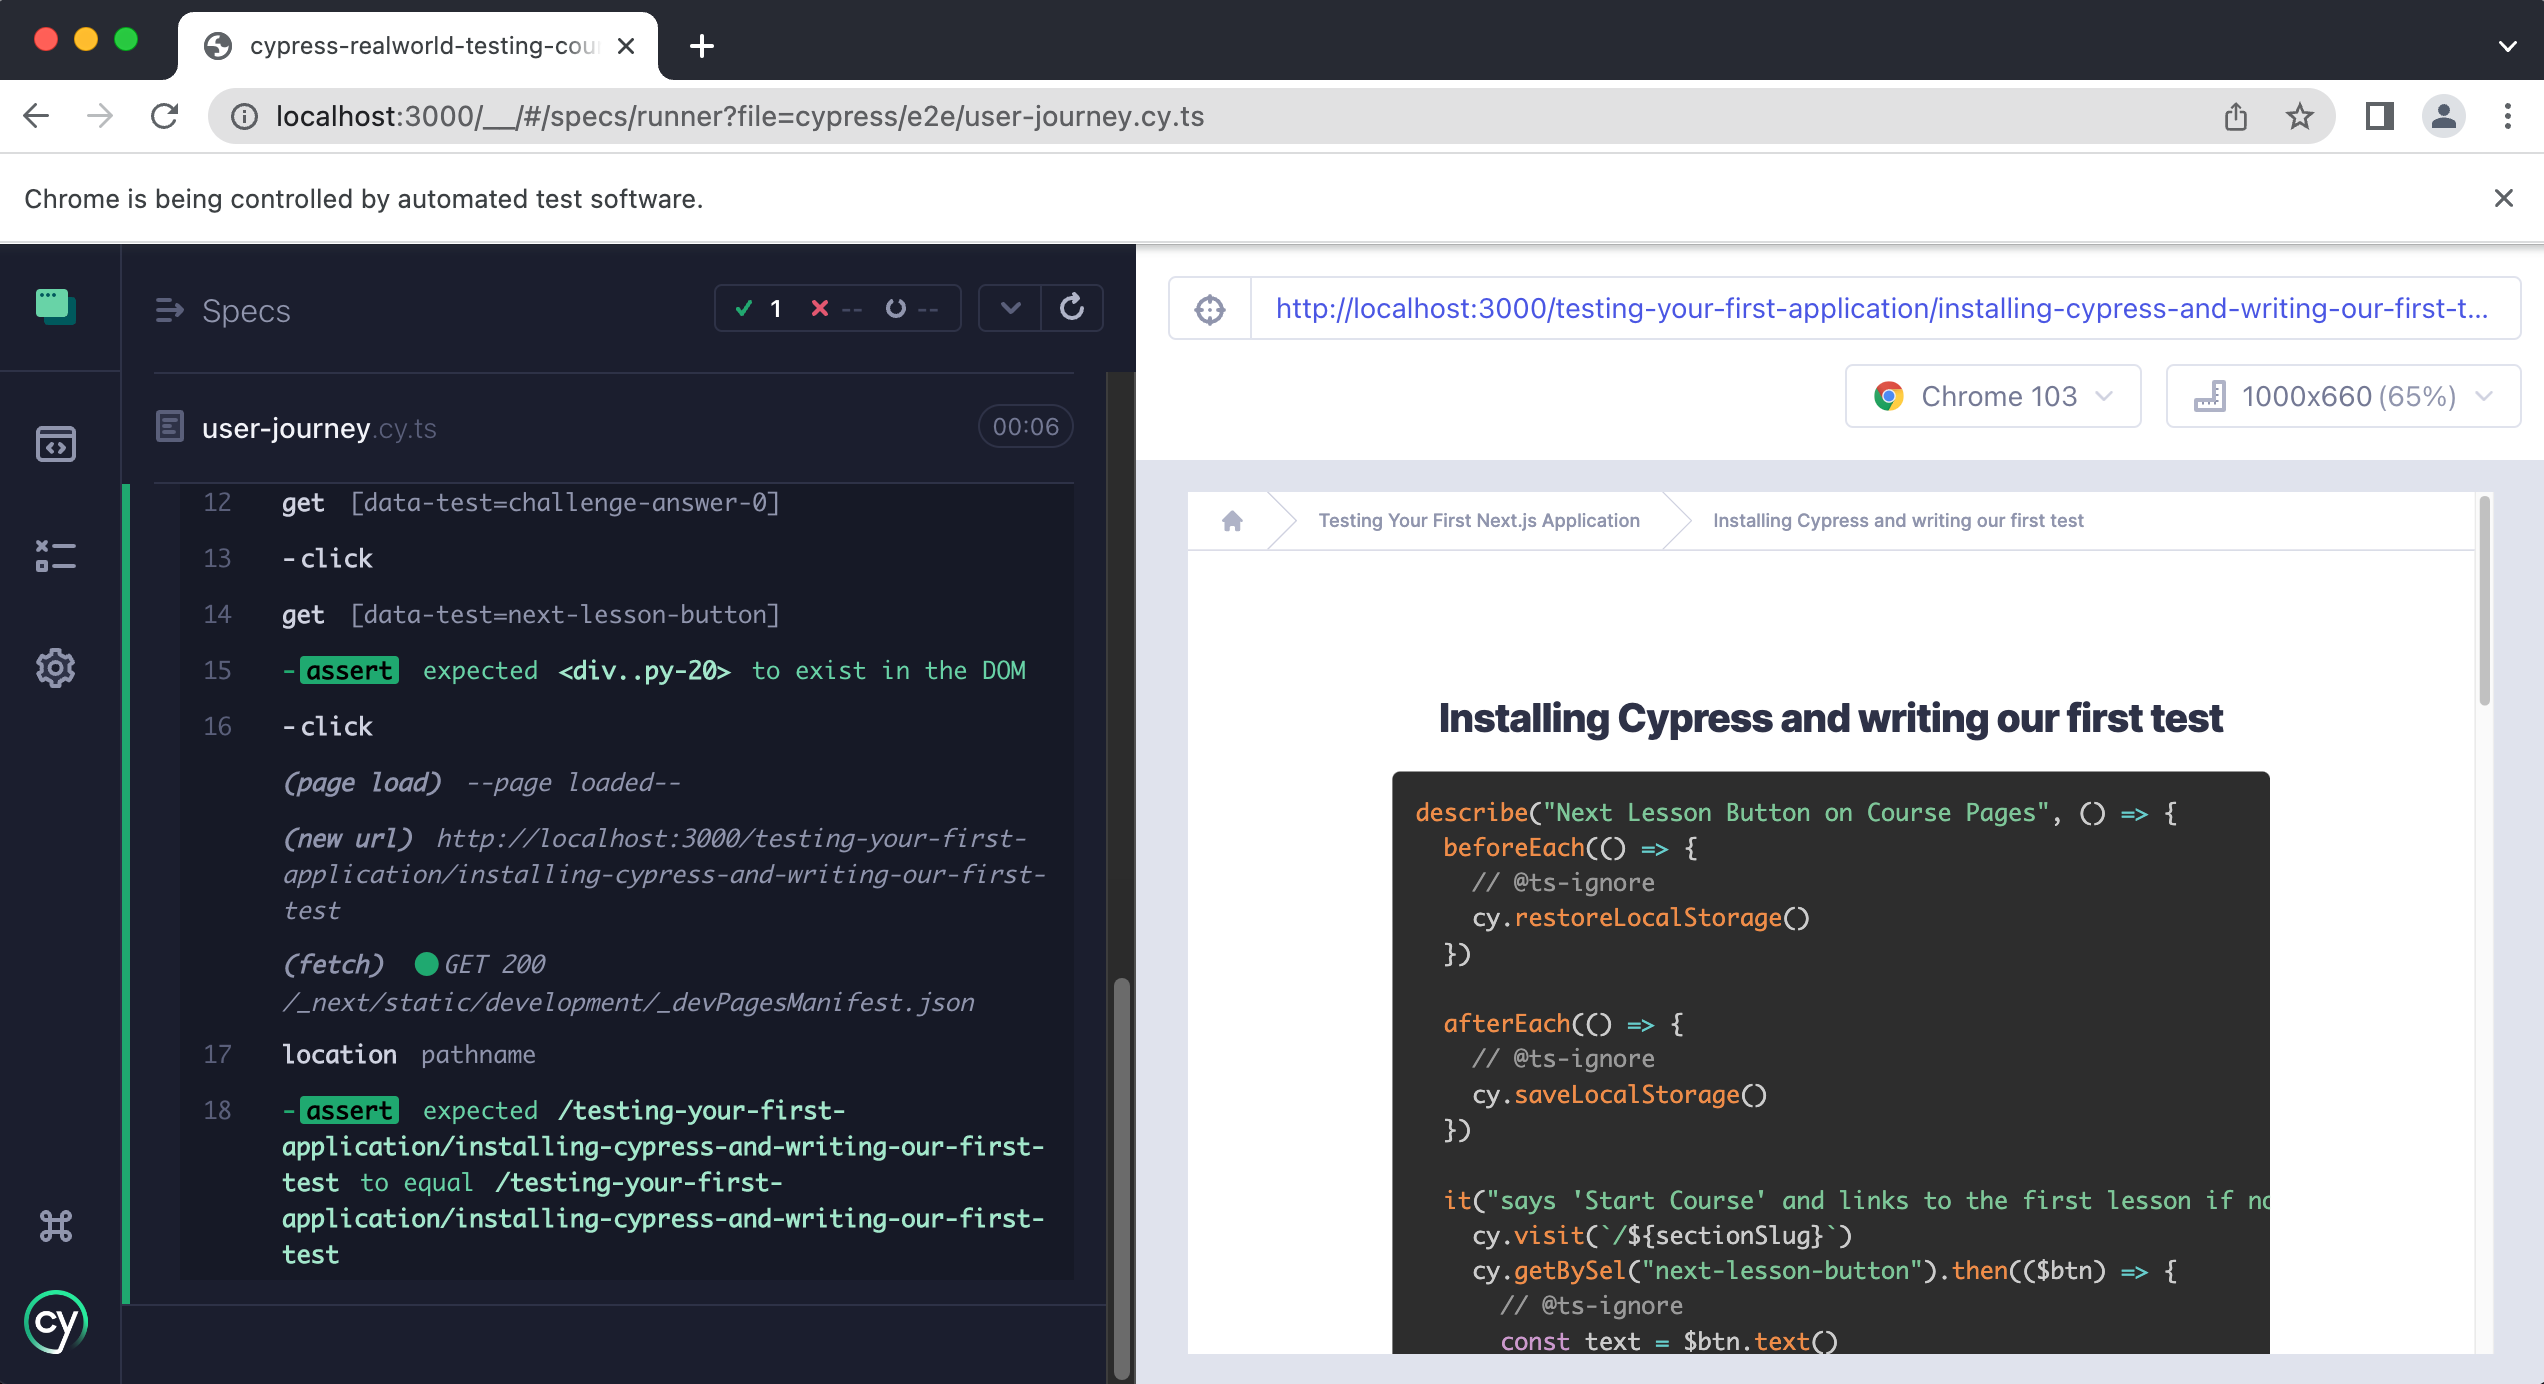 cypress-realworld-testing-cou
localhost:3000/__/#/specs/runner?file=cypress/e2e/user-journey.cy.ts
Chrome is being controlled by automated test software.
Specs
1 -- --
user-journey.cy.ts
00:06
12 get [data-test=challenge-answer-0]
13 -click
14 get [data-test=next-lesson-button]
15 -assert expected <div..py-20> to exist in the DOM
16 -click
(page load) --page loaded--
(new url) http://localhost:3000/testing-your-first-
application/installing-cypress-and-writing-our-first-
test
(fetch) GET 200
/_next/static/development/_devPagesManifest.json
17 location pathname
18 -assert expected /testing-your-first-
application/installing-cypress-and-writing-our-first-
test to equal /testing-your-first-
application/installing-cypress-and-writing-our-first-
test
cy
http://localhost:3000/testing-your-first-application/installing-cypress-and-writing-our-first-t...
Chrome 103
1000x660 (65%)
Testing Your First Next.js Application
Installing Cypress and writing our first test
Installing Cypress and writing our first test
describe("Next Lesson Button on Course Pages", () => {
beforeEach(() => {
// @ts-ignore
cy.restoreLocalStorage()
})
afterEach(() => {
// @ts-ignore
cy.saveLocalStorage()
})
it("says 'Start Course' and links to the first lesson if no
cy.visit(`/${sectionSlug}`)
cy.getBySel("next-lesson-button").then(($btn) => {
// @ts-ignore
const text = $btn.text()